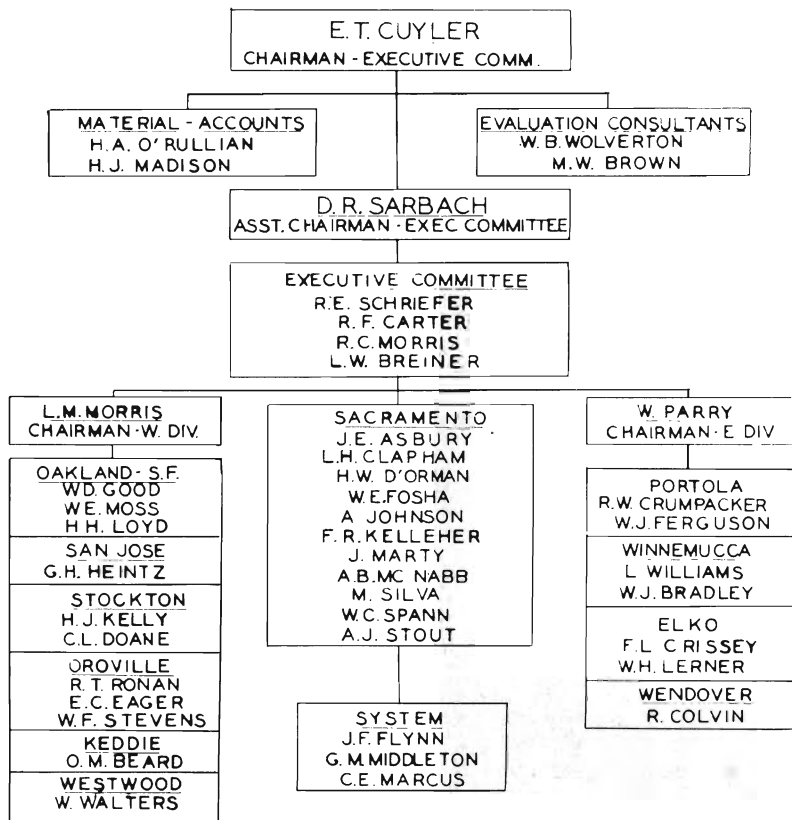 E.T. CUYLER
CHAIRMAN - EXECUTIVE COMM.
MATERIAL - ACCOUNTS
H.A. O'RULLIAN
H.J. MADISON
EVALUATION CONSULTANTS
W.B. WOLVERTON
M.W. BROWN
D.R. SARBACH
ASST. CHAIRMAN - EXEC COMMITTEE
EXECUTIVE COMMITTEE
R.E. SCHRIEFER
R.F. CARTER
R.C. MORRIS
L.W. BREINER
L.M. MORRIS
CHAIRMAN - W. DIV.
OAKLAND - S.F.
W.D. GOOD
W.E. MOSS
H H. LOYD
SAN JOSE
G.H. HEINTZ
STOCKTON
H.J. KELLY
C.L. DOANE
OROVILLE
R.T. RONAN
E.C. EAGER
W.F. STEVENS
KEDDIE
O.M. BEARD
WESTWOOD
W. WALTERS
SACRAMENTO
J.E. ASBURY
L.H. CLAPHAM
H.W. D'ORMAN
W.E. FOSHA
A JOHNSON
F.R. KELLEHER
J. MARTY
A.B. MC NABB
M. SILVA
W.C. SPANN
A.J. STOUT
SYSTEM
J.F. FLYNN
G.M. MIDDLETON
C.E. MARCUS
W. PARRY
CHAIRMAN - E DIV
PORTOLA
R.W. CRUMPACKER
W.J. FERGUSON
WINNEMUCCA
L WILLIAMS
W.J. BRADLEY
ELKO
F.L CRISSEY
W.H. LERNER
WENDOVER
R. COLVIN